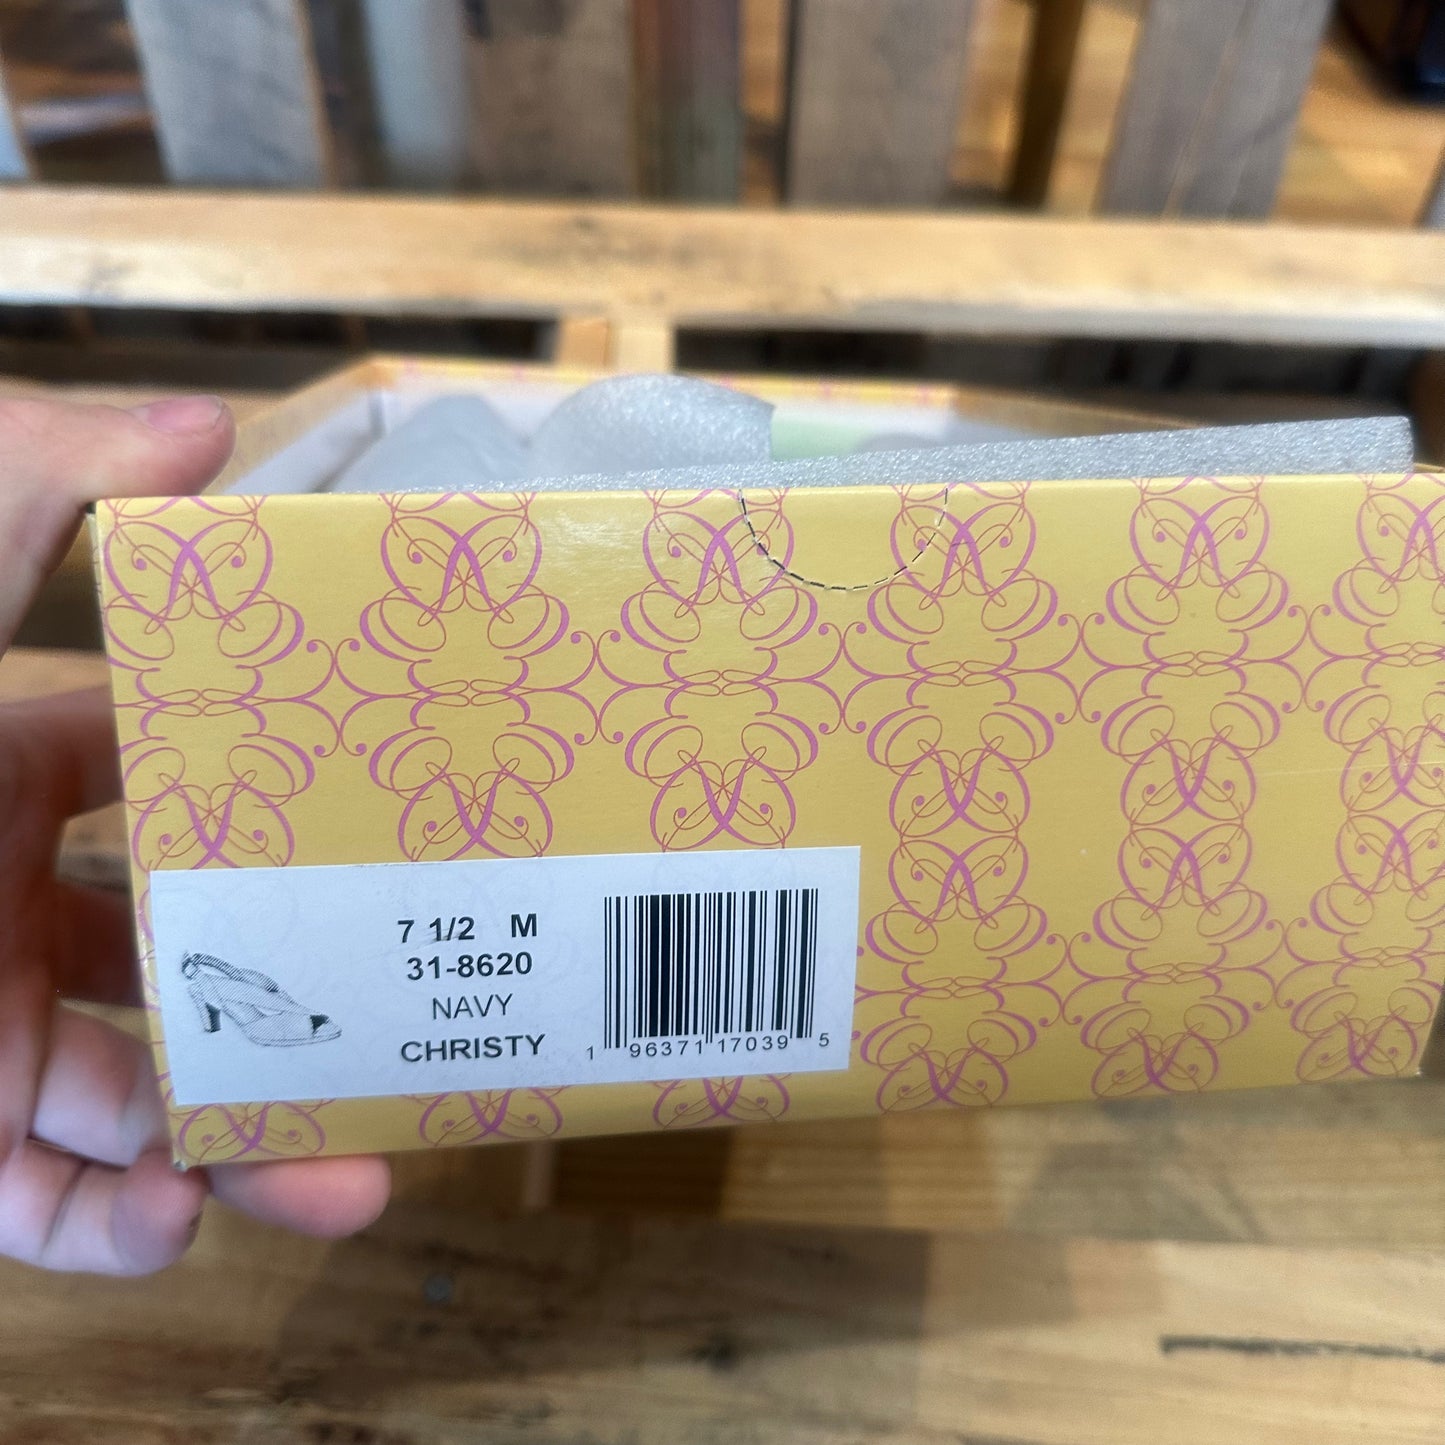 7 1/2 M
31-8620
NAVY
CHRISTY
1 96371 17039 5